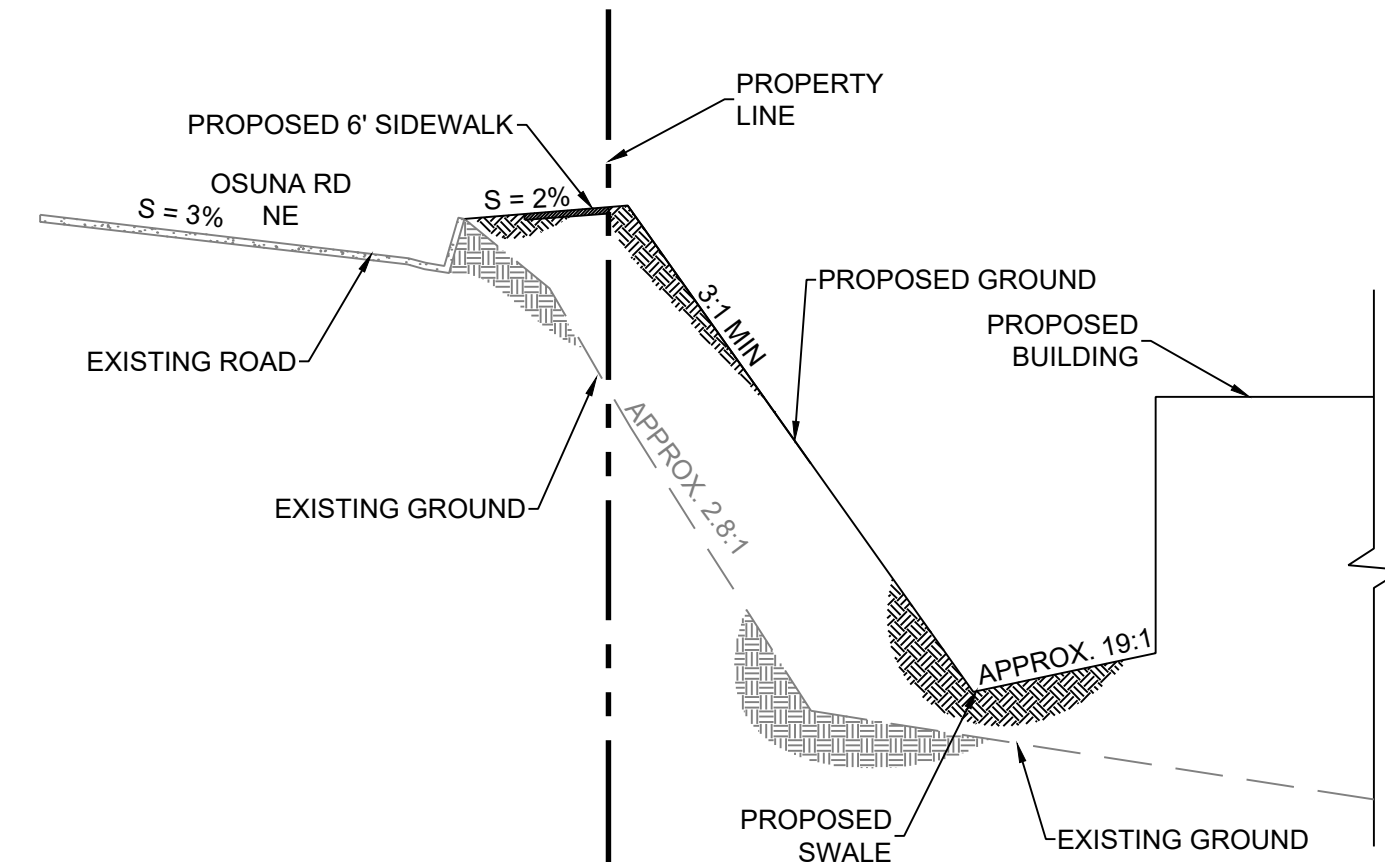 PROPERTY
LINE
PROPOSED 6' SIDEWALK
OSUNA RD
NE
S = 3%
S = 2%
3:1 MIN
PROPOSED GROUND
PROPOSED
BUILDING
EXISTING ROAD
APPROX. 2.8:1
EXISTING GROUND
APPROX. 19:1
PROPOSED
SWALE
EXISTING GROUND